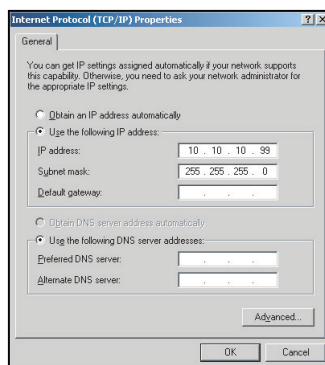 Internet Protocol (TCP/IP) Properties
General
You can get IP settings assigned automatically if your network supports
this capability. Otherwise, you need to ask your network administrator for
the appropriate IP settings.
Obtain an IP address automatically
Use the following IP address:
IP address: 10 . 10 . 10 . 99
Subnet mask: 255 . 255 . 255 . 0
Default gateway: . . .
Obtain DNS server address automatically
Use the following DNS server addresses:
Preferred DNS server: . . .
Alternate DNS server: . . .
Advanced...
OK Cancel